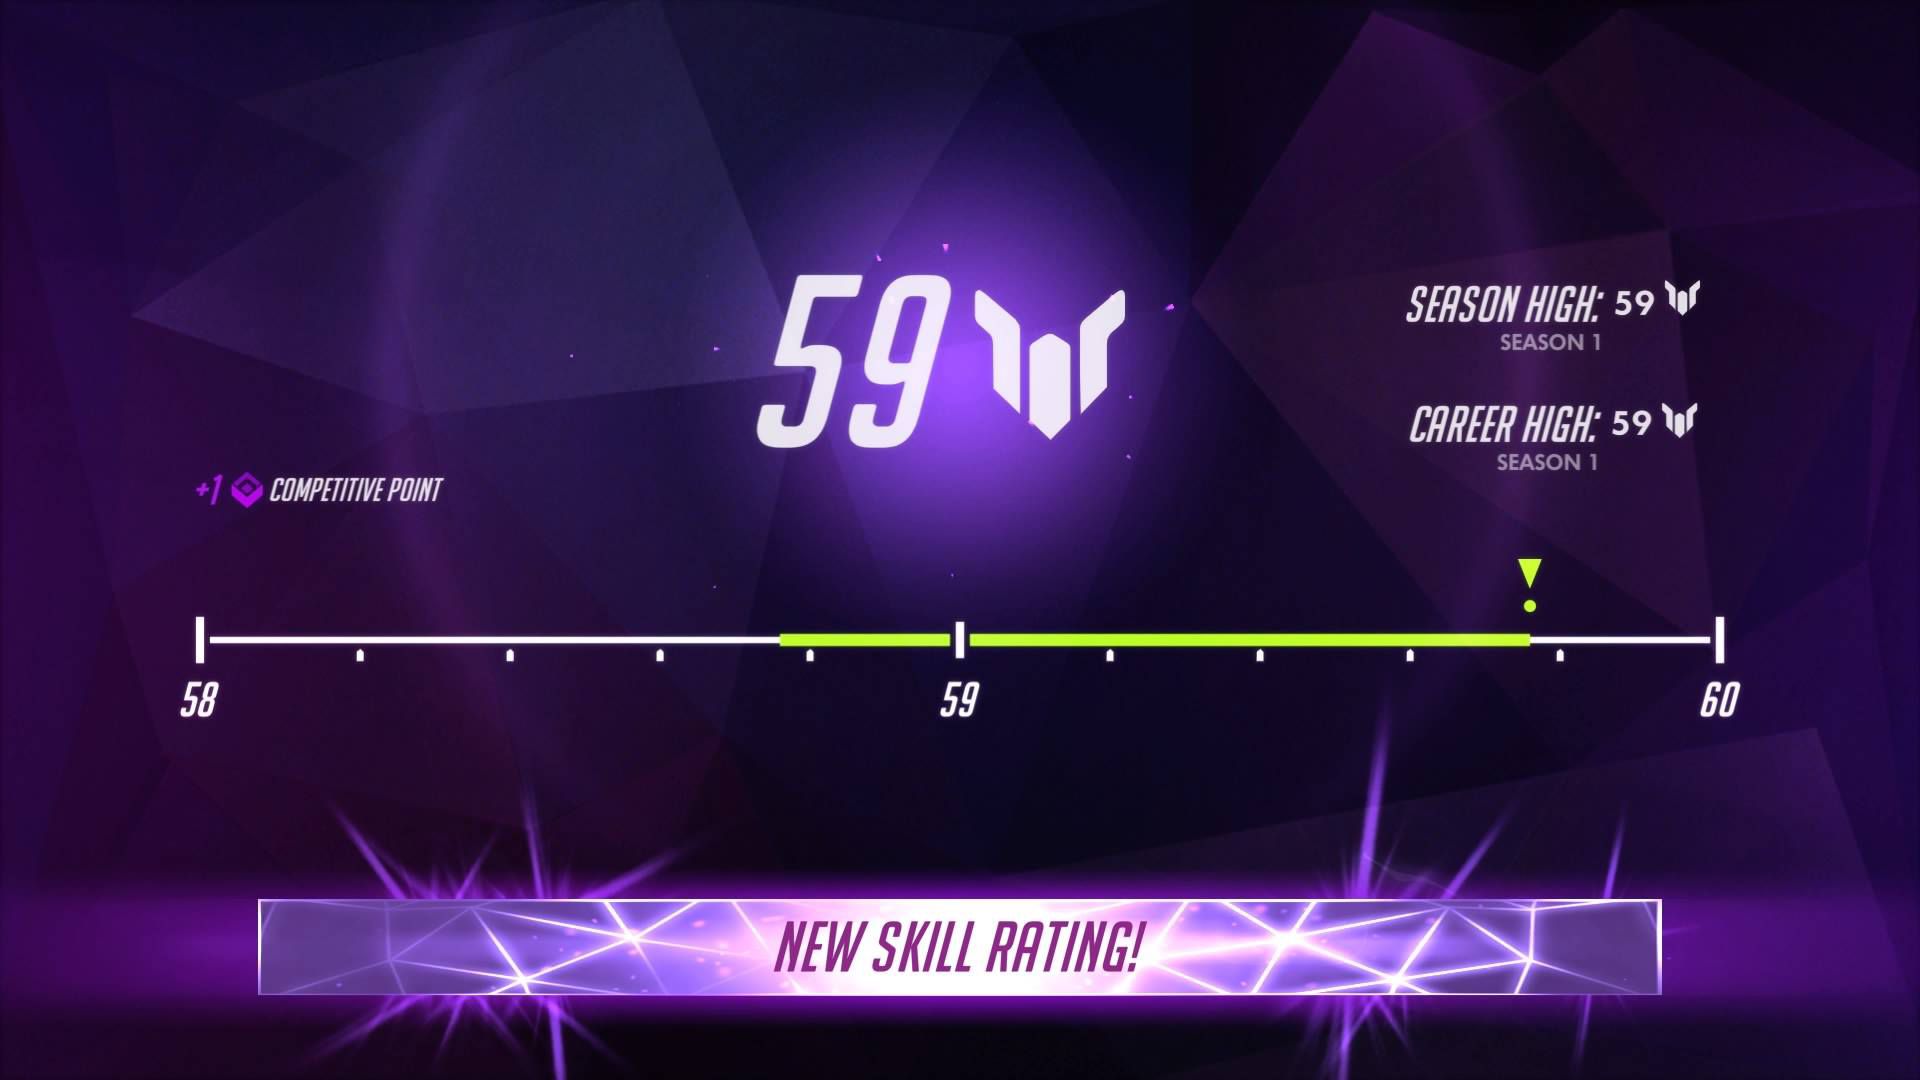 59
SEASON HIGH: 59
SEASON 1
CAREER HIGH: 59
SEASON 1
+1 COMPETITIVE POINT
58 59 60
NEW SKILL RATING!